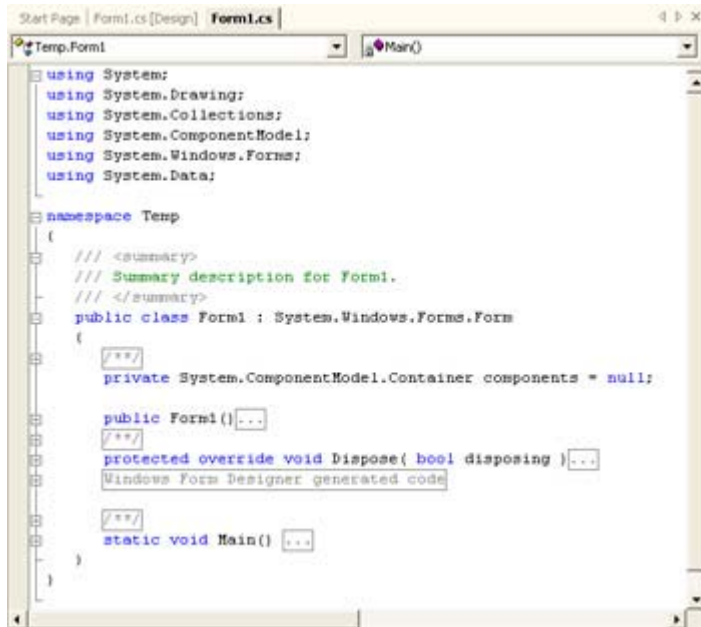 Start Page | Form1.cs [Design] Form1.cs
Temp.Form1 Main()
using System;
using System.Drawing;
using System.Collections;
using System.ComponentModel;
using System.Windows.Forms;
using System.Data;
namespace Temp
{
/// <summary>
/// Summary description for Form1.
/// </summary>
public class Form1 : System.Windows.Forms.Form
{
/**/
private System.ComponentModel.Container components = null;
public Form1()...
/**/
protected override void Dispose( bool disposing )...
Windows Form Designer generated code
/**/
static void Main() ...
}
}